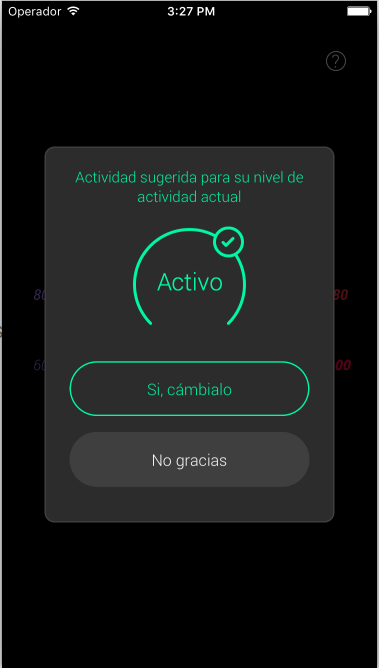 Operador
3:27 PM
?
Actividad sugerida para su nivel de
actividad actual
Activo
80
60
00
Si, cámbialo
No gracias